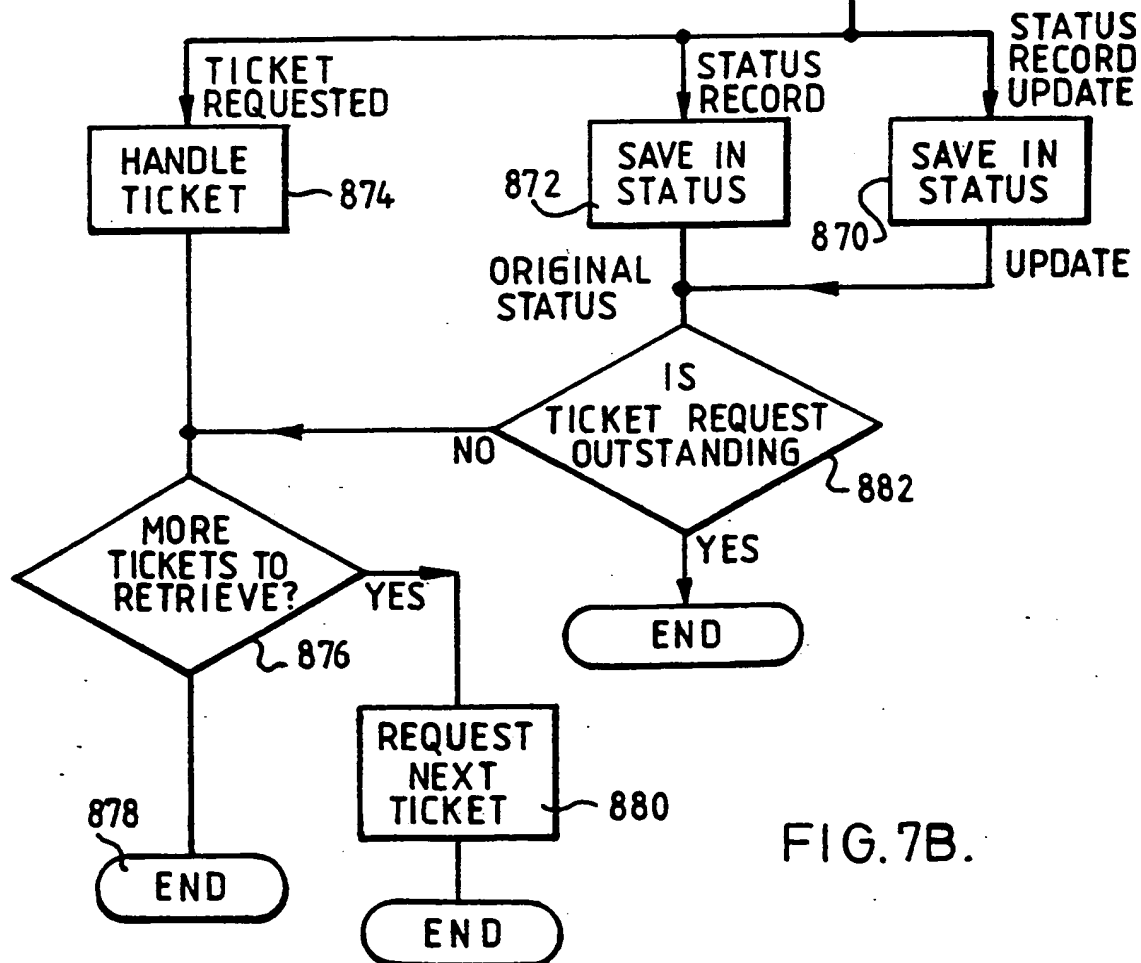 TICKET
REQUESTED
STATUS
RECORD
STATUS
RECORD
UPDATE
HANDLE
TICKET
874
872
SAVE IN
STATUS
SAVE IN
STATUS
870
ORIGINAL
STATUS
UPDATE
IS
TICKET REQUEST
OUTSTANDING
NO
882
YES
END
MORE
TICKETS TO
RETRIEVE?
YES
876
REQUEST
NEXT
TICKET
880
878
END
END
FIG. 7B.